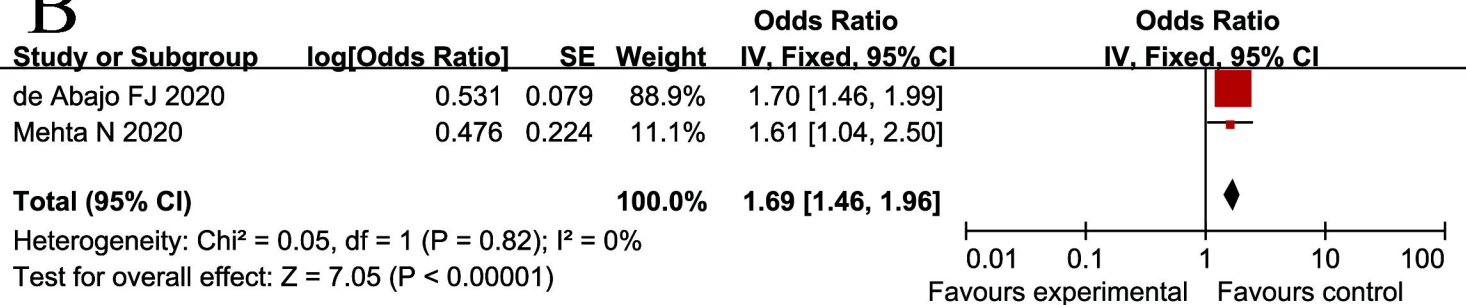 B
Odds Ratio Odds Ratio
Study or Subgroup log[Odds Ratio] SE Weight IV, Fixed, 95% CI IV, Fixed, 95% CI
de Abajo FJ 2020 0.531 0.079 88.9% 1.70 [1.46, 1.99]
Mehta N 2020 0.476 0.224 11.1% 1.61 [1.04, 2.50]
Total (95% CI) 100.0% 1.69 [1.46, 1.96]
Heterogeneity: Chi² = 0.05, df = 1 (P = 0.82); I² = 0%
Test for overall effect: Z = 7.05 (P < 0.00001)
0.01 0.1 1 10 100
Favours experimental Favours control